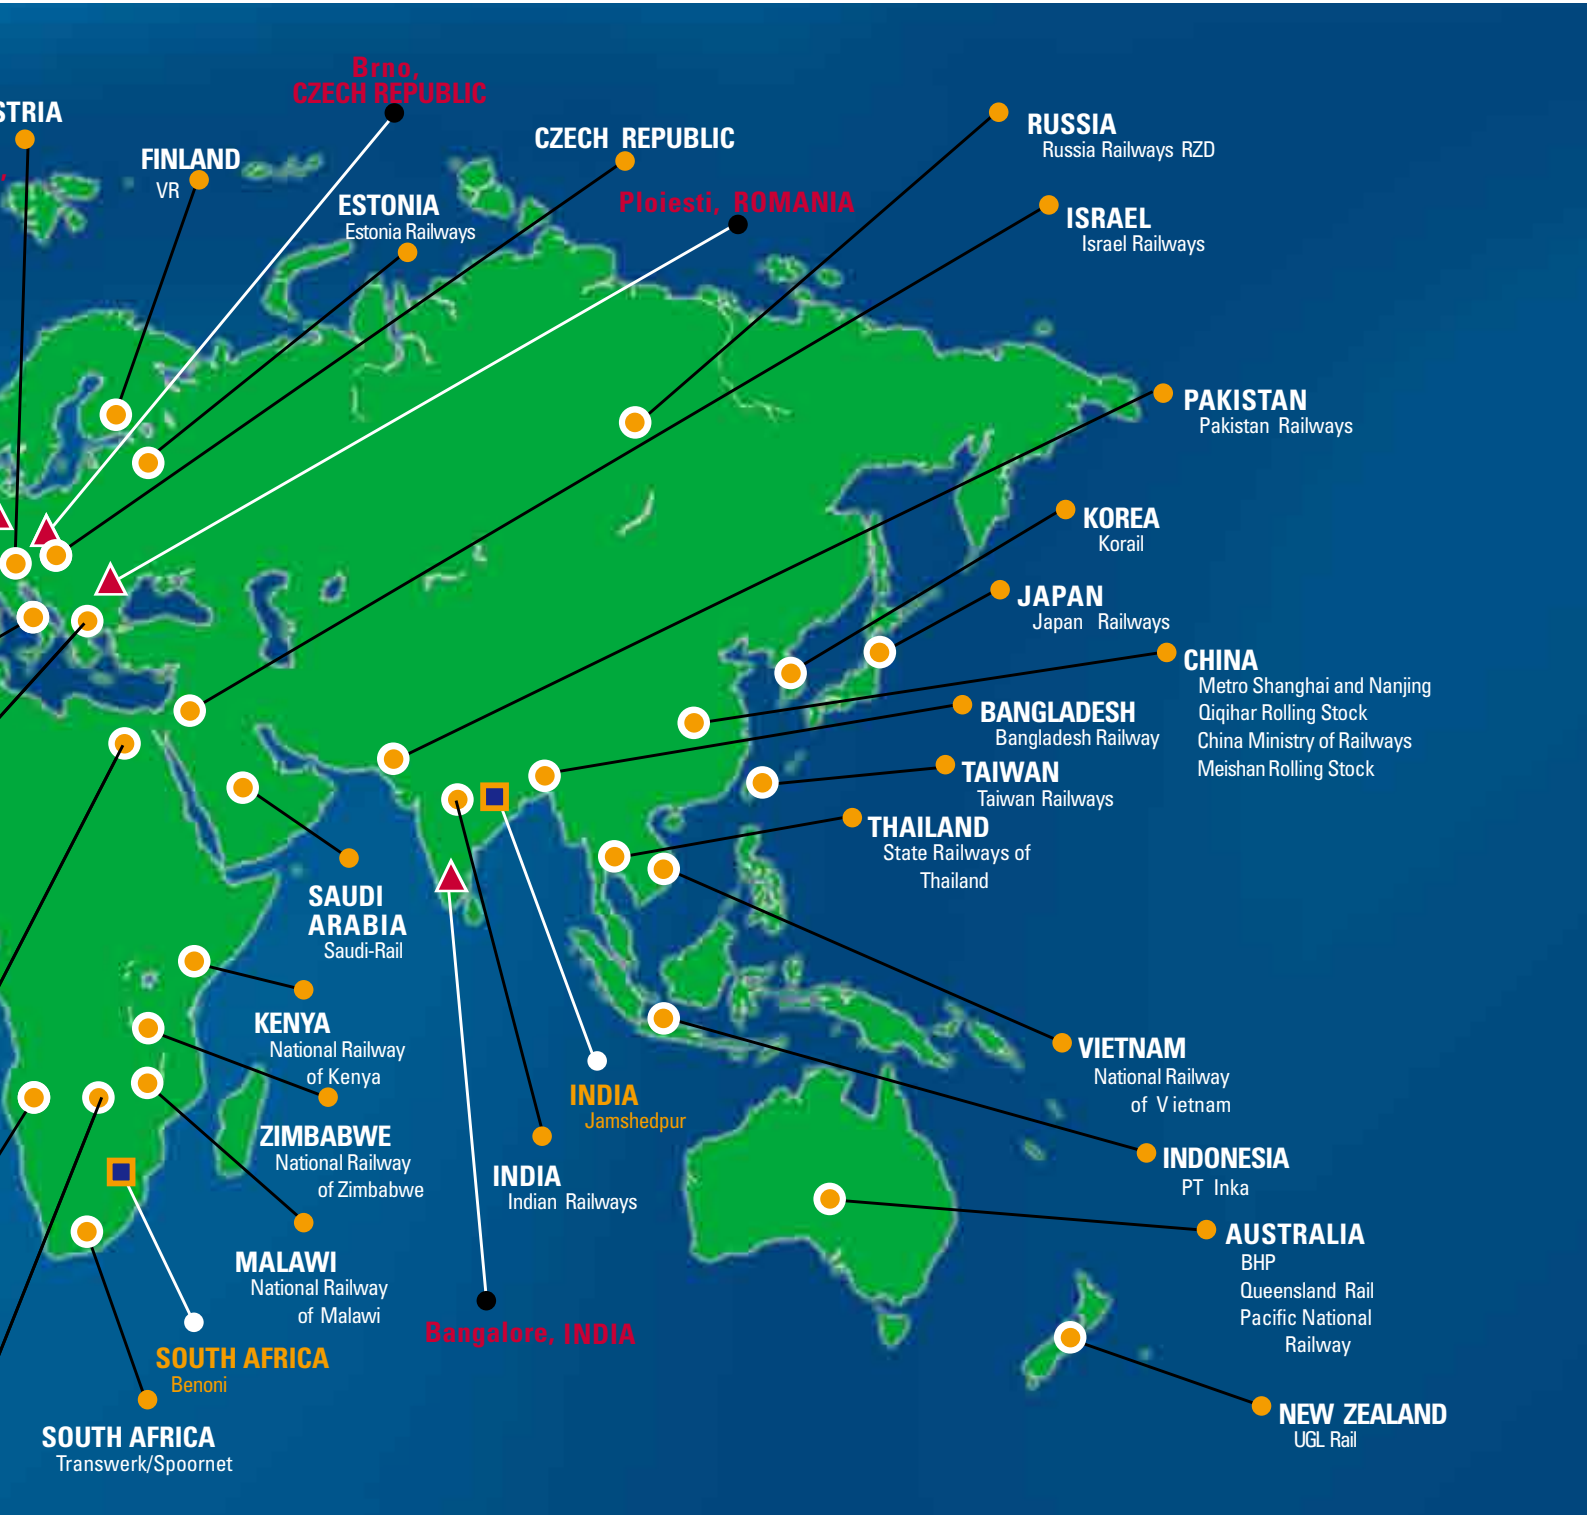 Brno,
CZECH REPUBLIC
STRIA
FINLAND
VR
CZECH REPUBLIC
ESTONIA
Estonia Railways
Ploiesti, ROMANIA
RUSSIA
Russia Railways RZD
ISRAEL
Israel Railways
PAKISTAN
Pakistan Railways
KOREA
Korail
JAPAN
Japan Railways
CHINA
Metro Shanghai and Nanjing
Qiqihar Rolling Stock
China Ministry of Railways
Meishan Rolling Stock
BANGLADESH
Bangladesh Railway
TAIWAN
Taiwan Railways
THAILAND
State Railways of
Thailand
SAUDI
ARABIA
Saudi-Rail
KENYA
National Railway
of Kenya
ZIMBABWE
National Railway
of Zimbabwe
MALAWI
National Railway
of Malawi
SOUTH AFRICA
Benoni
SOUTH AFRICA
Transwerk/Spoornet
INDIA
Jamshedpur
INDIA
Indian Railways
Bangalore, INDIA
VIETNAM
National Railway
of V ietnam
INDONESIA
PT Inka
AUSTRALIA
BHP
Queensland Rail
Pacific National
Railway
NEW ZEALAND
UGL Rail